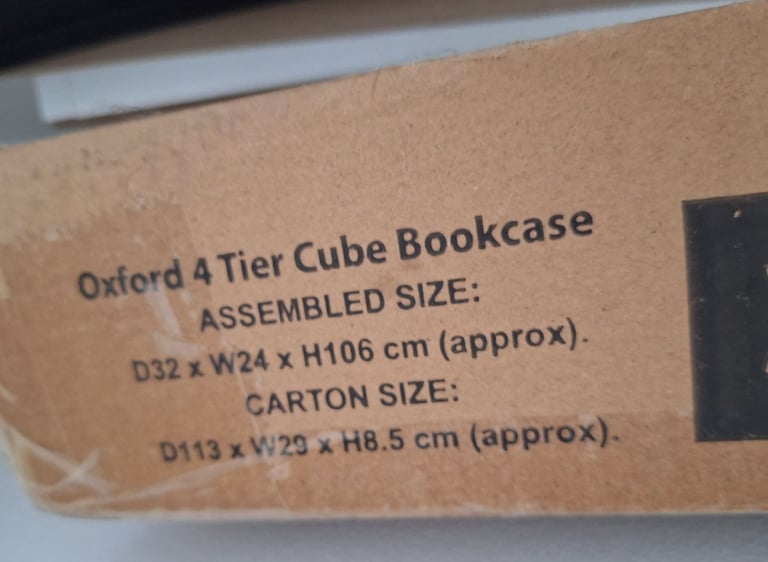 Oxford 4 Tier Cube Bookcase
ASSEMBLED SIZE:
D32 x W24 x H106 cm (approx).
CARTON SIZE:
D113 x W29 x H8.5 cm (approx).